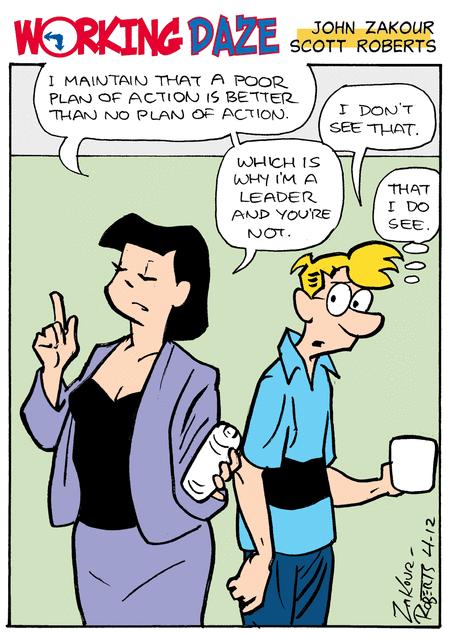 WORKING DAZE
JOHN ZAKOUR
SCOTT ROBERTS
I MAINTAIN THAT A POOR
PLAN OF ACTION IS BETTER
THAN NO PLAN OF ACTION.
I DON'T
SEE THAT.
WHICH IS
WHY I'M A
LEADER
AND YOU'RE
NOT.
THAT
I DO
SEE.
ZAKOUR-
ROBERTS 4-12